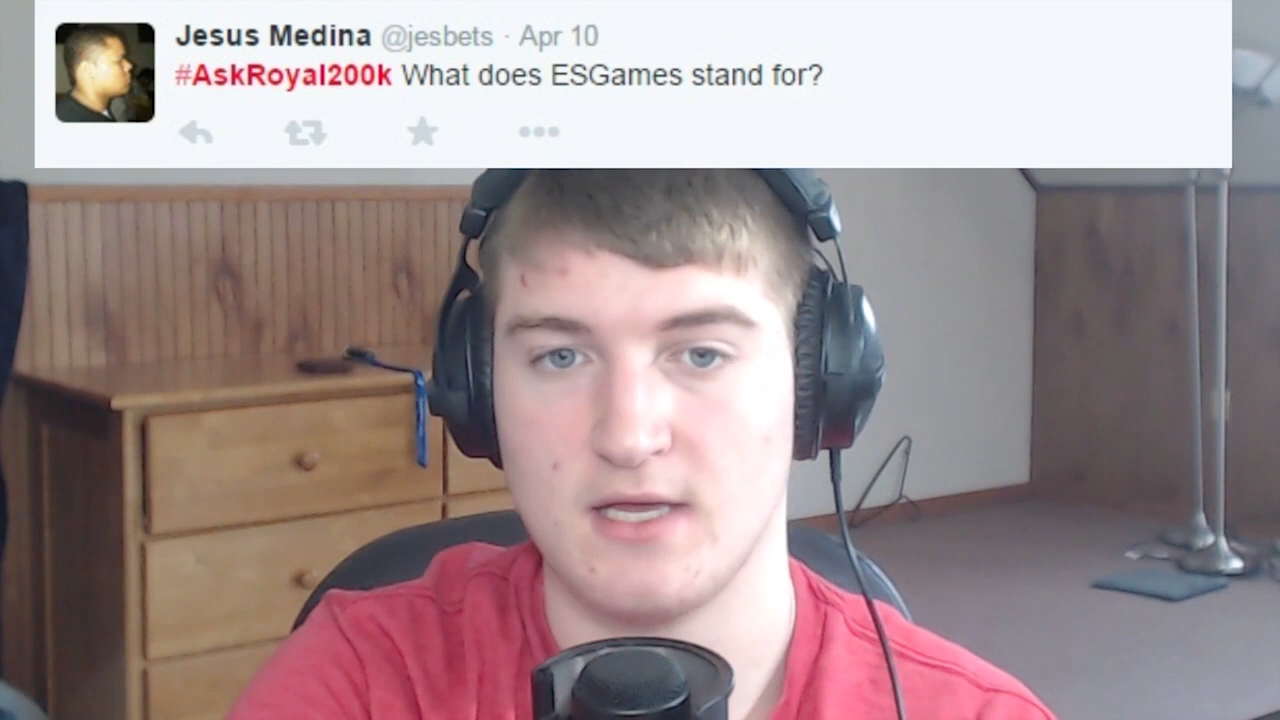 Jesus Medina @jesbets · Apr 10
#AskRoyal200k What does ESGames stand for?